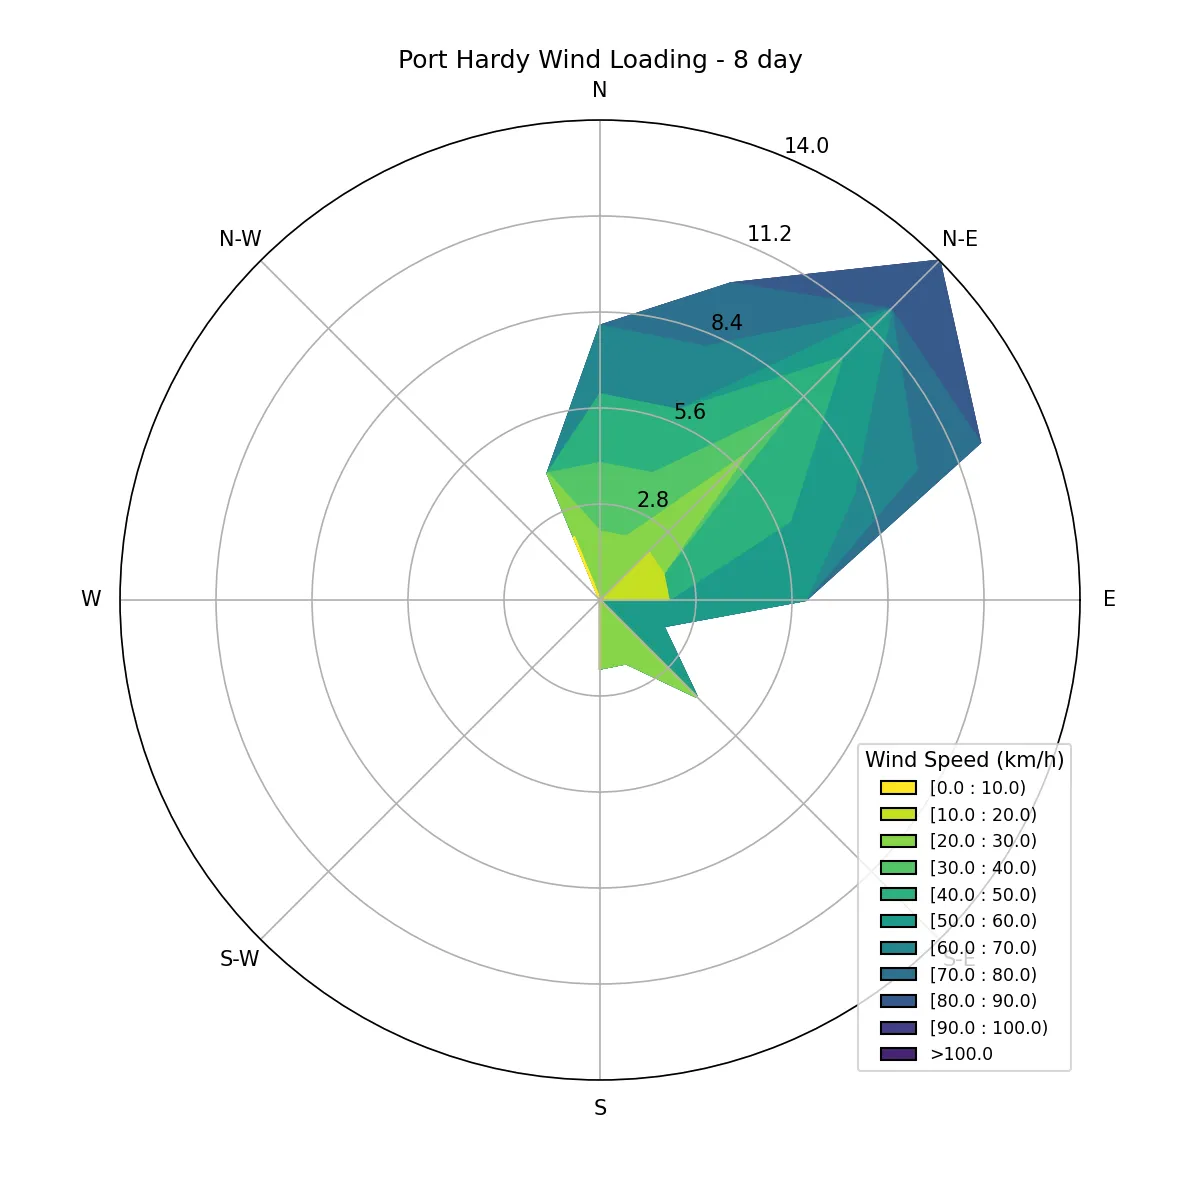 Port Hardy Wind Loading - 8 day
N
14.0
11.2
N-W
N-E
8.4
5.6
2.8
W
E
Wind Speed (km/h)
[0.0 : 10.0)
[10.0 : 20.0)
[20.0 : 30.0)
[30.0 : 40.0)
[40.0 : 50.0)
[50.0 : 60.0)
[60.0 : 70.0)
[70.0 : 80.0)
[80.0 : 90.0)
[90.0 : 100.0)
>100.0
S-W
S-E
S